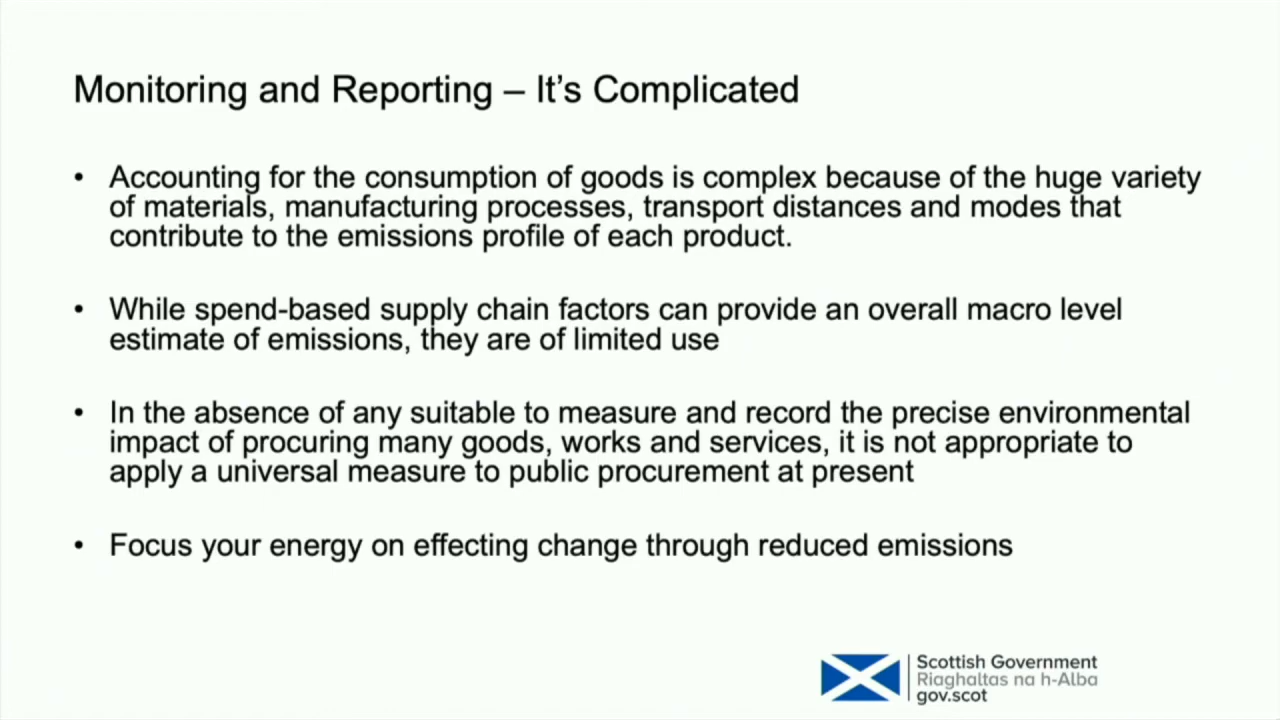 Monitoring and Reporting – It’s Complicated
• Accounting for the consumption of goods is complex because of the huge variety
of materials, manufacturing processes, transport distances and modes that
contribute to the emissions profile of each product.
• While spend-based supply chain factors can provide an overall macro level
estimate of emissions, they are of limited use
• In the absence of any suitable to measure and record the precise environmental
impact of procuring many goods, works and services, it is not appropriate to
apply a universal measure to public procurement at present
• Focus your energy on effecting change through reduced emissions
Scottish Government
Riaghaltas na h-Alba
gov.scot